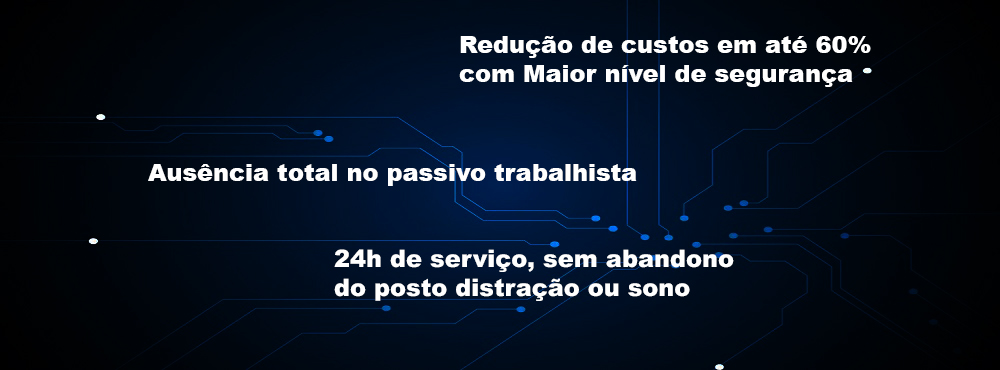 Redução de custos em até 60%
com Maior nível de segurança
Ausência total no passivo trabalhista
24h de serviço, sem abandono
do posto distração ou sono